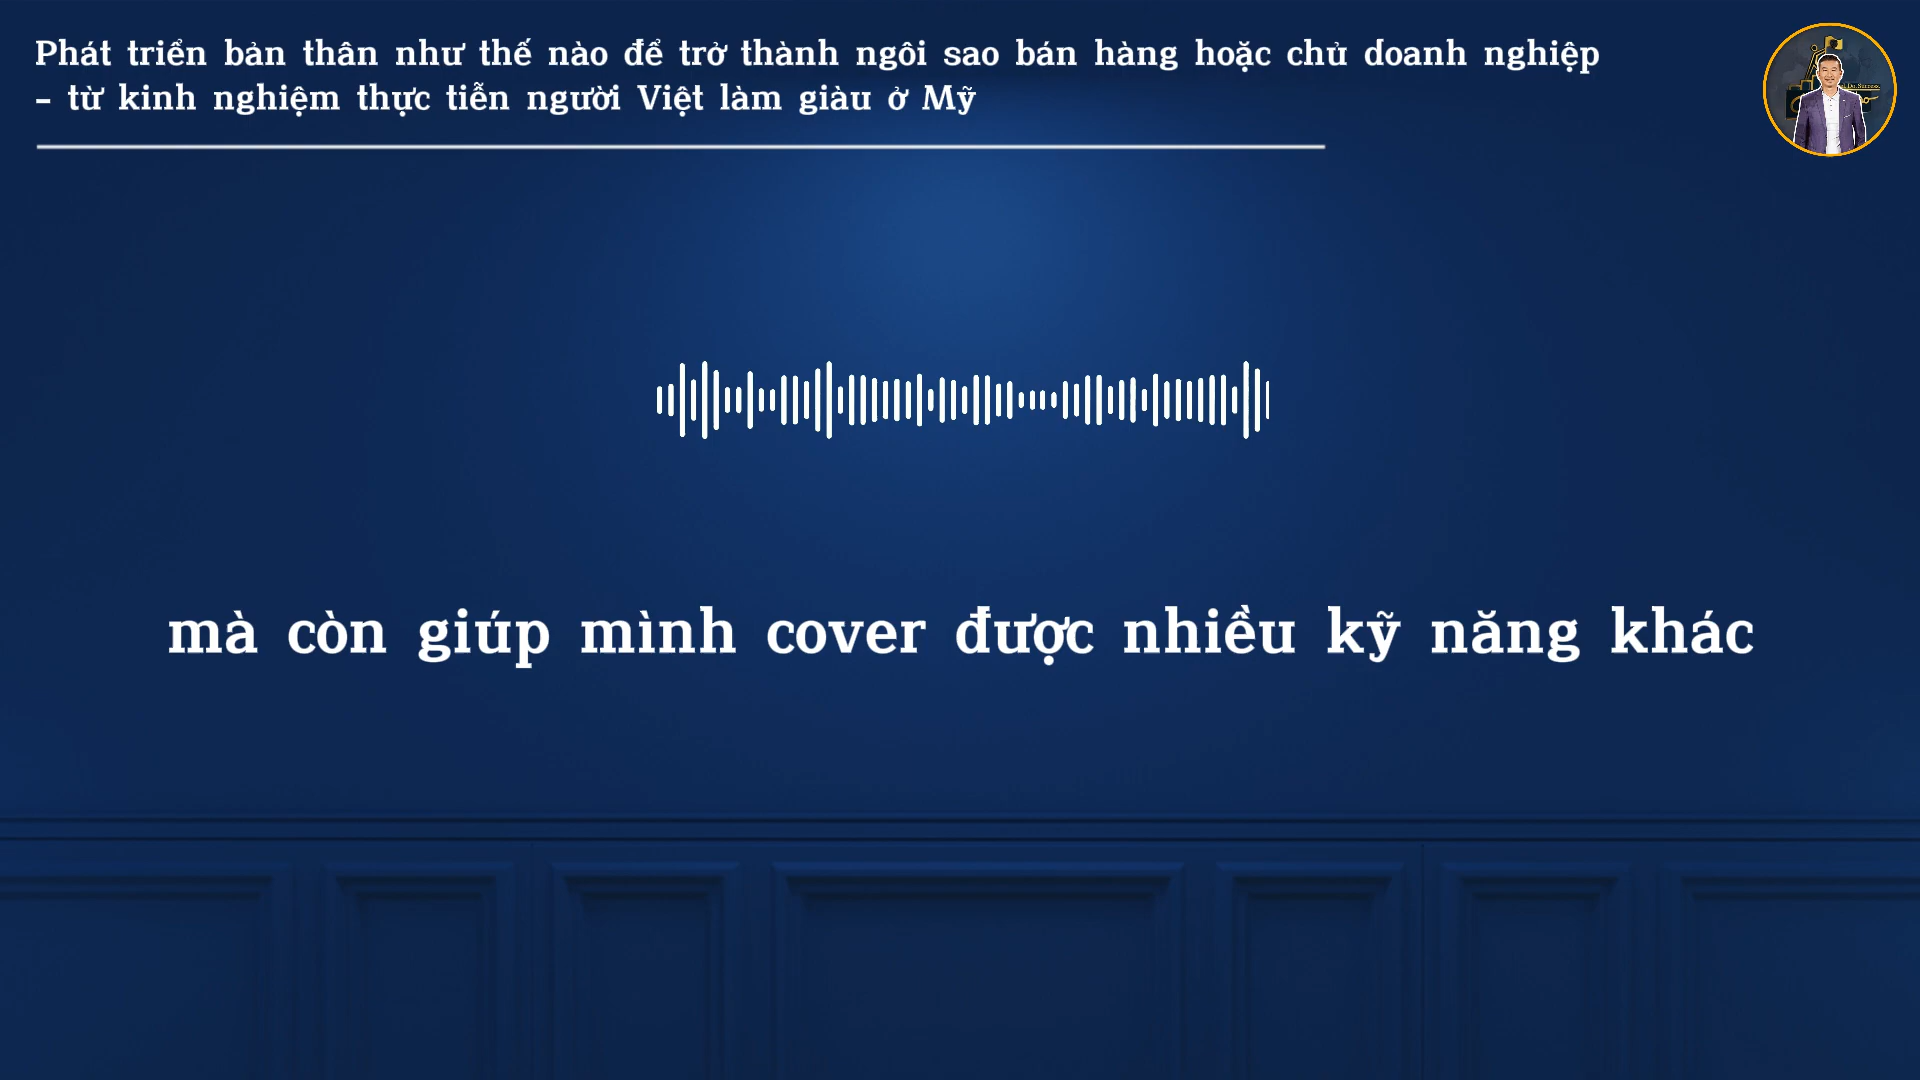 Phát triển bản thân như thế nào để trở thành ngôi sao bán hàng hoặc chủ doanh nghiệp
– từ kinh nghiệm thực tiễn người Việt làm giàu ở Mỹ
mà còn giúp mình cover được nhiều kỹ năng khác